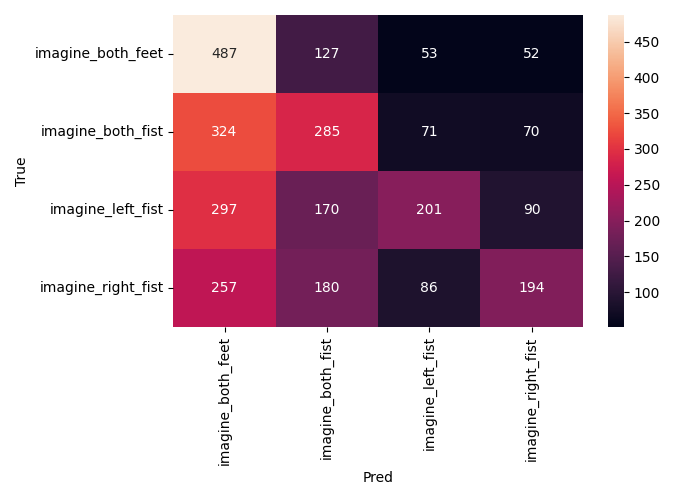 imagine_both_feet 487 127 53 52
imagine_both_fist 324 285 71 70
imagine_left_fist 297 170 201 90
imagine_right_fist 257 180 86 194
True
imagine_both_feet
imagine_both_fist
imagine_left_fist
imagine_right_fist
Pred
450
400
350
300
250
200
150
100